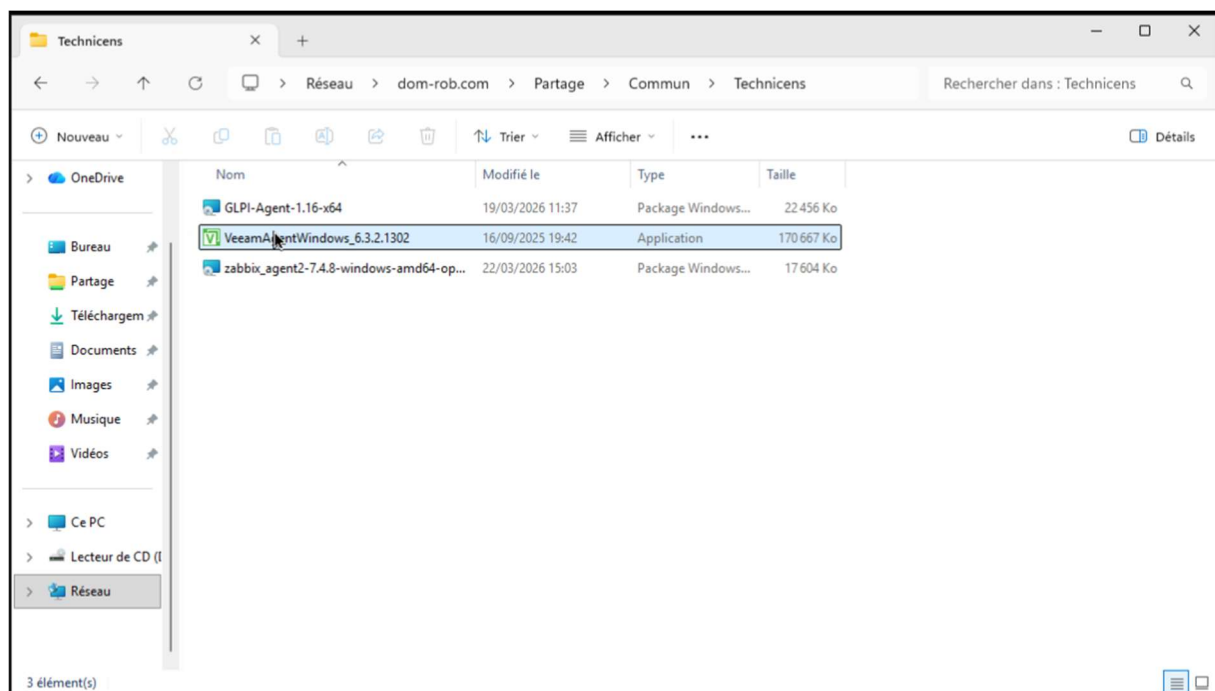 Technicens
Réseau > dom-rob.com > Partage > Commun > Technicens
Rechercher dans : Technicens
Nouveau
Trier
Afficher
Détails
Nom Modifié le Type Taille
GLPI-Agent-1.16-x64 19/03/2026 11:37 Package Windows... 22 456 Ko
VeeamAgentWindows_6.3.2.1302 16/09/2025 19:42 Application 170 667 Ko
zabbix_agent2-7.4.8-windows-amd64-op... 22/03/2026 15:03 Package Windows... 17 604 Ko
OneDrive
Bureau
Partage
Téléchargem
Documents
Images
Musique
Vidéos
Ce PC
Lecteur de CD (D
Réseau
3 élément(s)